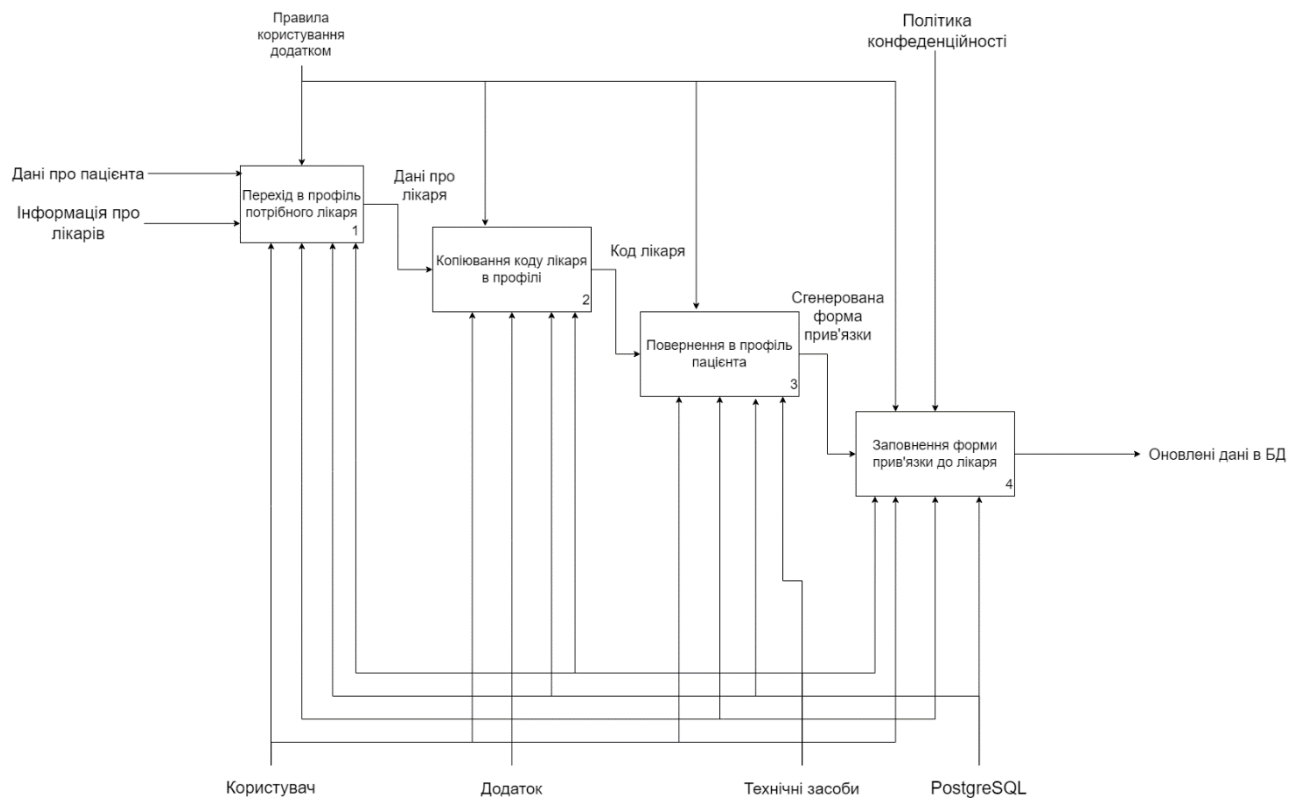 Правила
користування
додатком
Політика
конфеденційності
Дані про пацієнта
Інформація про
лікарів
Перехід в профіль
потрібного лікаря
1
Дані про
лікаря
Копіювання коду лікаря
в профілі
2
Код лікаря
Повернення в профіль
пацієнта
3
Сгенерована
форма
прив'язки
Заповнення форми
прив'язки до лікаря
4
Оновлені дані в БД
Користувач
Додаток
Технічні засоби
PostgreSQL